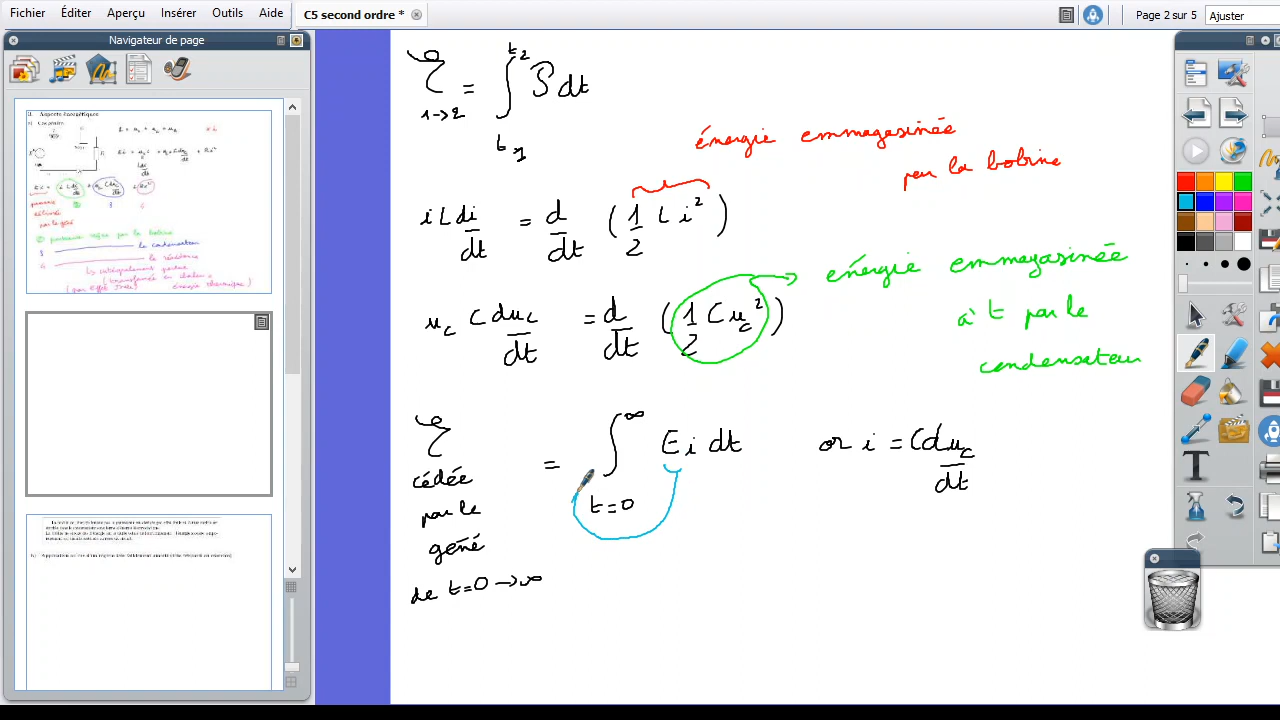 Fichier Éditer Aperçu Insérer Outils Aide
C5 second ordre *
Page 2 sur 5
Ajuster
Navigateur de page
ℰ 1→2 = ∫ t1 t2 P dt
énergie emmagasinée
par la bobine
i L di/dt = d/dt (1/2 L i²)
énergie emmagasinée
à t par le
condensateur
uc C duc/dt = d/dt (1/2 C uc²)
ℰ = ∫ t=0 ∞ E i dt or i = C duc/dt
cédée
par le
géné
de t=0 → ∞